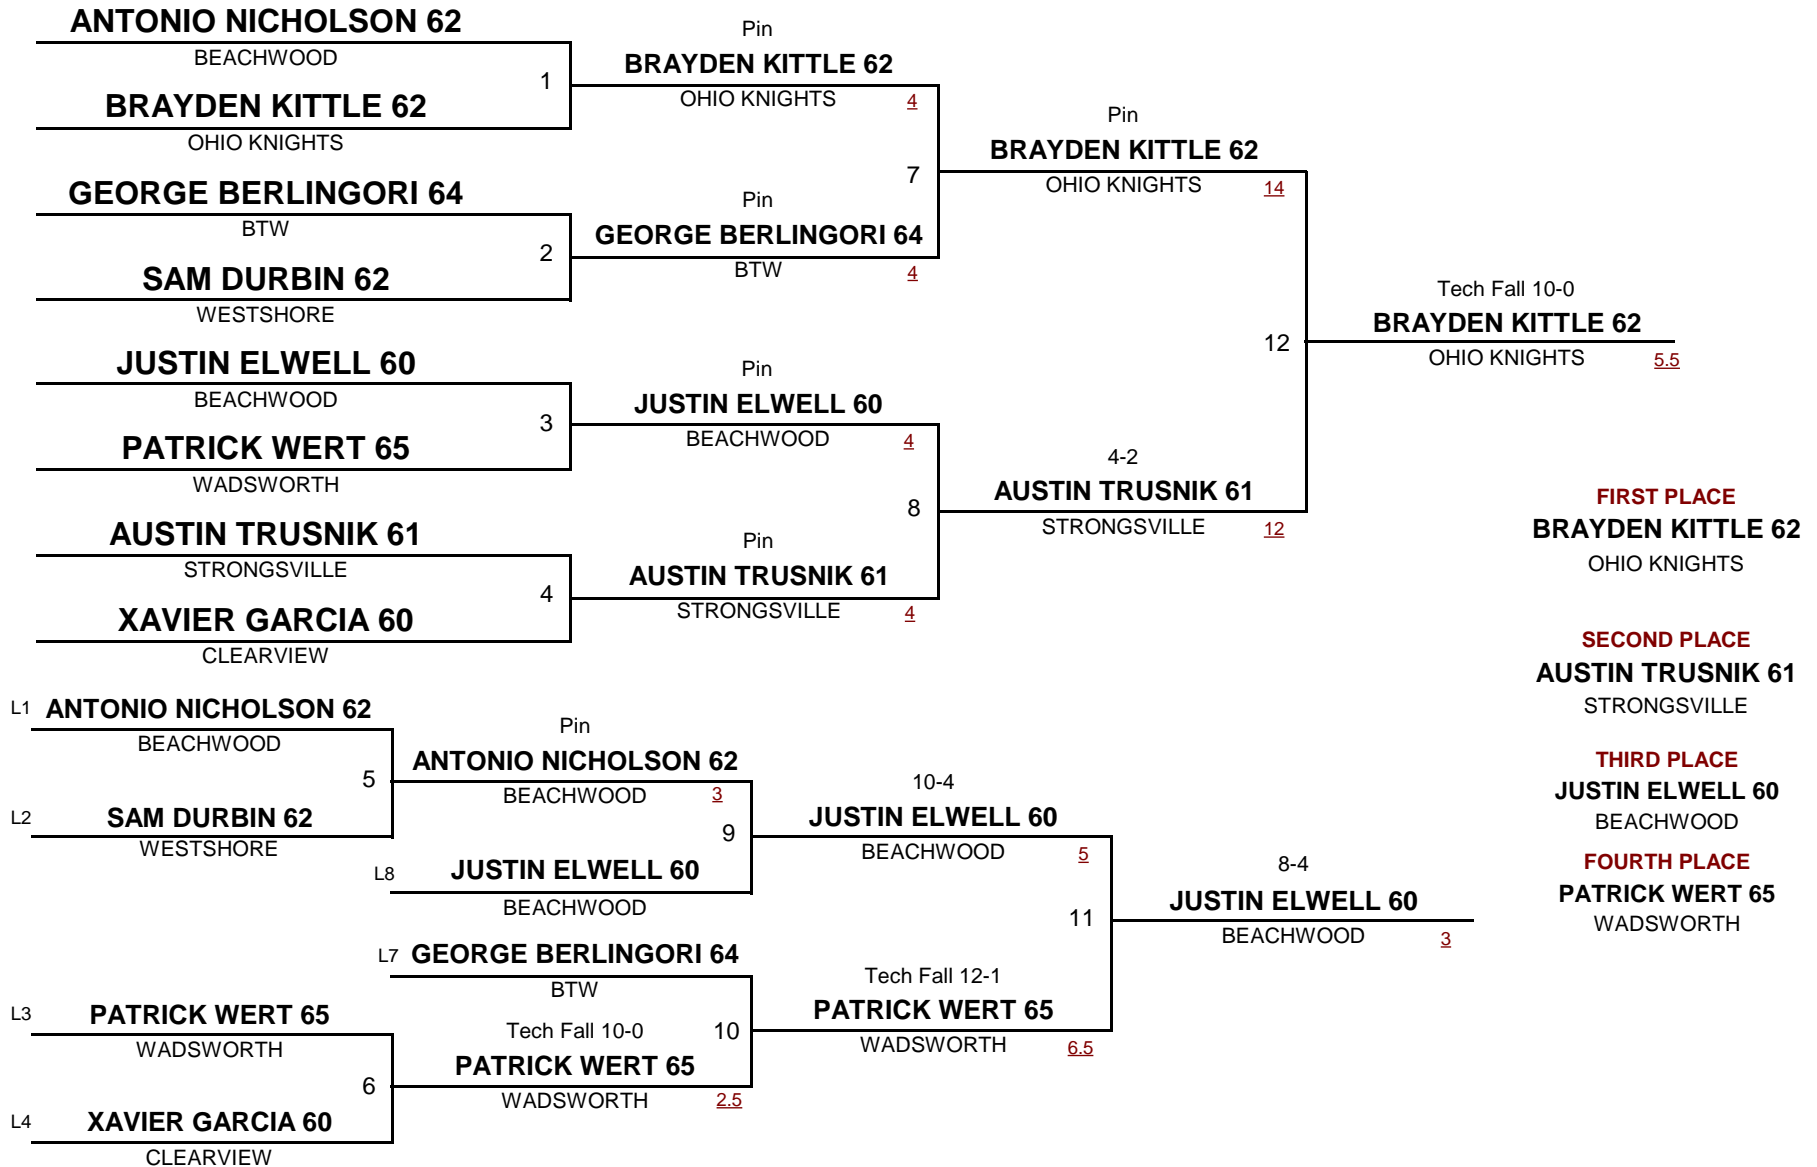 ANTONIO NICHOLSON 62
BEACHWOOD
1
BRAYDEN KITTLE 62
OHIO KNIGHTS
GEORGE BERLINGORI 64
BTW
2
SAM DURBIN 62
WESTSHORE
JUSTIN ELWELL 60
BEACHWOOD
3
PATRICK WERT 65
WADSWORTH
AUSTIN TRUSNIK 61
STRONGSVILLE
4
XAVIER GARCIA 60
CLEARVIEW
Pin
BRAYDEN KITTLE 62
OHIO KNIGHTS 4
7
Pin
GEORGE BERLINGORI 64
BTW 4
Pin
JUSTIN ELWELL 60
BEACHWOOD 4
8
Pin
AUSTIN TRUSNIK 61
STRONGSVILLE 4
Pin
BRAYDEN KITTLE 62
OHIO KNIGHTS 14
12
4-2
AUSTIN TRUSNIK 61
STRONGSVILLE 12
Tech Fall 10-0
BRAYDEN KITTLE 62
OHIO KNIGHTS 5.5
FIRST PLACE
BRAYDEN KITTLE 62
OHIO KNIGHTS
SECOND PLACE
AUSTIN TRUSNIK 61
STRONGSVILLE
THIRD PLACE
JUSTIN ELWELL 60
BEACHWOOD
FOURTH PLACE
PATRICK WERT 65
WADSWORTH
L1 ANTONIO NICHOLSON 62
BEACHWOOD
5
L2 SAM DURBIN 62
WESTSHORE
L3 PATRICK WERT 65
WADSWORTH
6
L4 XAVIER GARCIA 60
CLEARVIEW
Pin
ANTONIO NICHOLSON 62
BEACHWOOD 3
9
L8 JUSTIN ELWELL 60
BEACHWOOD
L7 GEORGE BERLINGORI 64
BTW
10
Tech Fall 10-0
PATRICK WERT 65
WADSWORTH 2.5
10-4
JUSTIN ELWELL 60
BEACHWOOD 5
11
Tech Fall 12-1
PATRICK WERT 65
WADSWORTH 6.5
8-4
JUSTIN ELWELL 60
BEACHWOOD 3